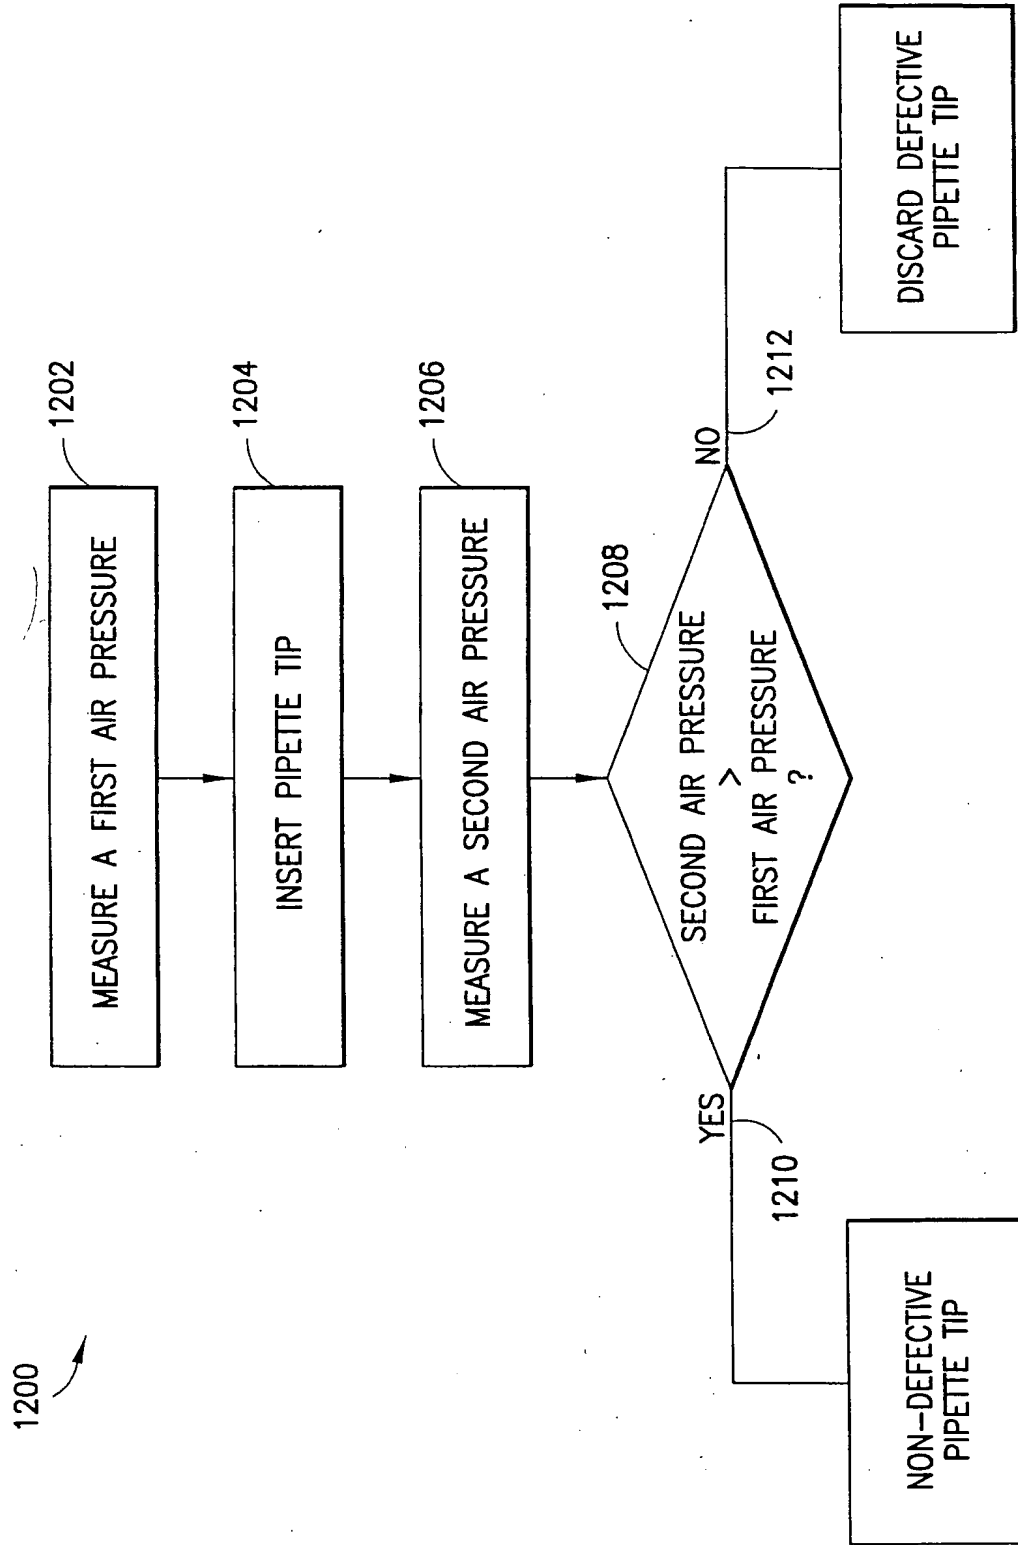 1200
MEASURE A FIRST AIR PRESSURE
1202
INSERT PIPETTE TIP
1204
MEASURE A SECOND AIR PRESSURE
1206
SECOND AIR PRESSURE
>
FIRST AIR PRESSURE
?
1208
YES
1210
NO
1212
NON-DEFECTIVE
PIPETTE TIP
DISCARD DEFECTIVE
PIPETTE TIP